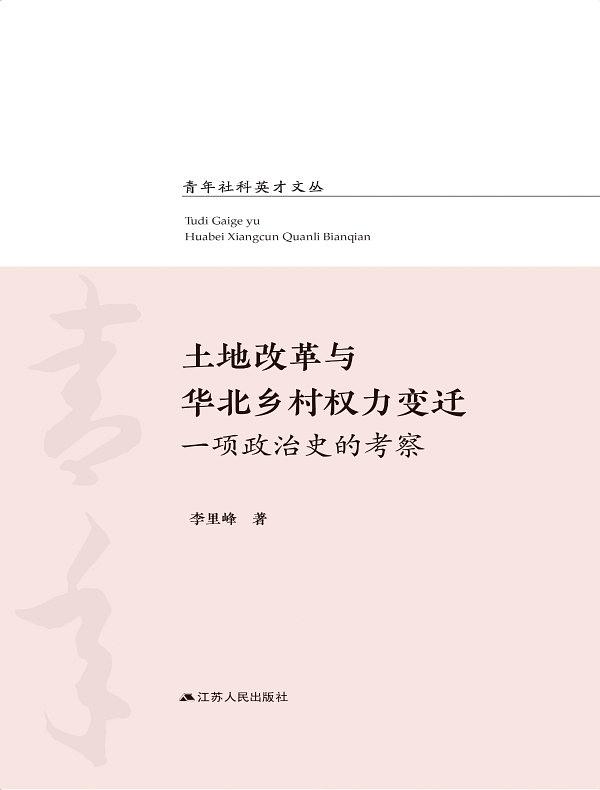 青年社科英才文丛
Tudi Gaige yu
Huabei Xiangcun Quanli Bianqian
土地改革与
华北乡村权力变迁
一项政治史的考察
李里峰 著
江苏人民出版社
青年